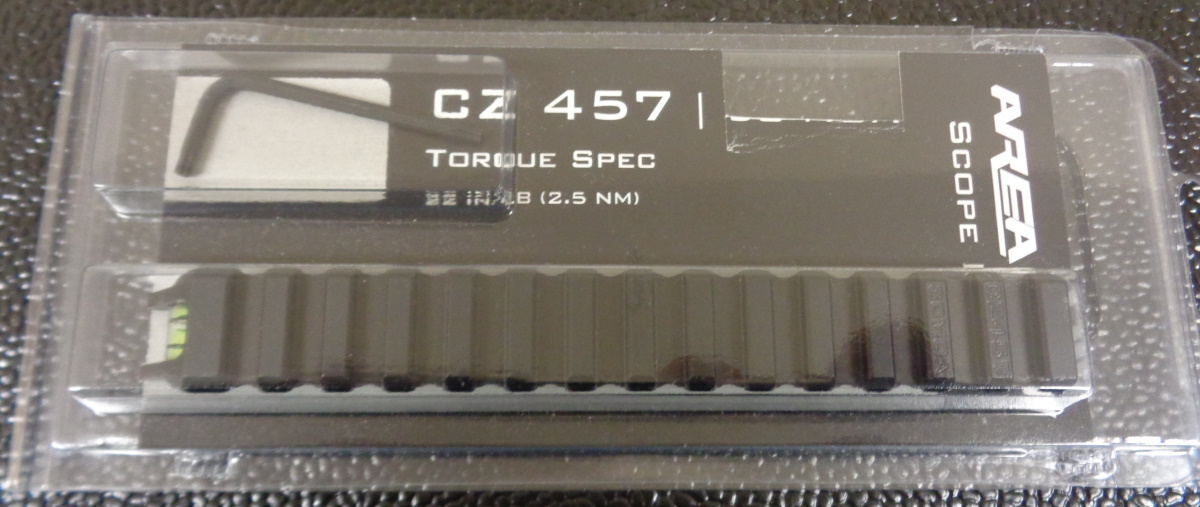 CZ 457 |
TORQUE SPEC
22 IN/LB (2.5 NM)
AREA
SCOPE